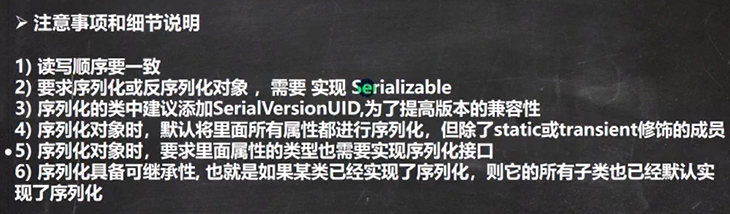 ➢ 注意事项和细节说明
1) 读写顺序要一致
2) 要求序列化或反序列化对象 ，需要 实现 Serializable
3) 序列化的类中建议添加SerialVersionUID,为了提高版本的兼容性
4) 序列化对象时，默认将里面所有属性都进行序列化，但除了static或transient修饰的成员
5) 序列化对象时，要求里面属性的类型也需要实现序列化接口
6) 序列化具备可继承性, 也就是如果某类已经实现了序列化，则它的所有子类也已经默认实
现了序列化